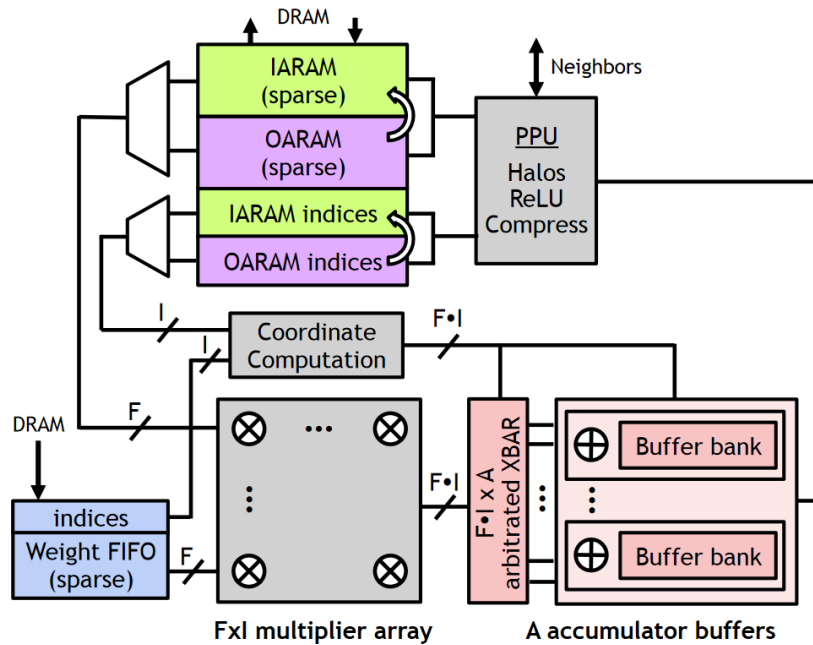 DRAM
IARAM
(sparse)
OARAM
(sparse)
IARAM indices
OARAM indices
Neighbors
PPU
Halos
ReLU
Compress
I
I
Coordinate
Computation
F•I
F
DRAM
indices
Weight FIFO
(sparse)
F
...
...
F•I
F•I x A
arbitrated XBAR
...
Buffer bank
...
Buffer bank
FxI multiplier array
A accumulator buffers